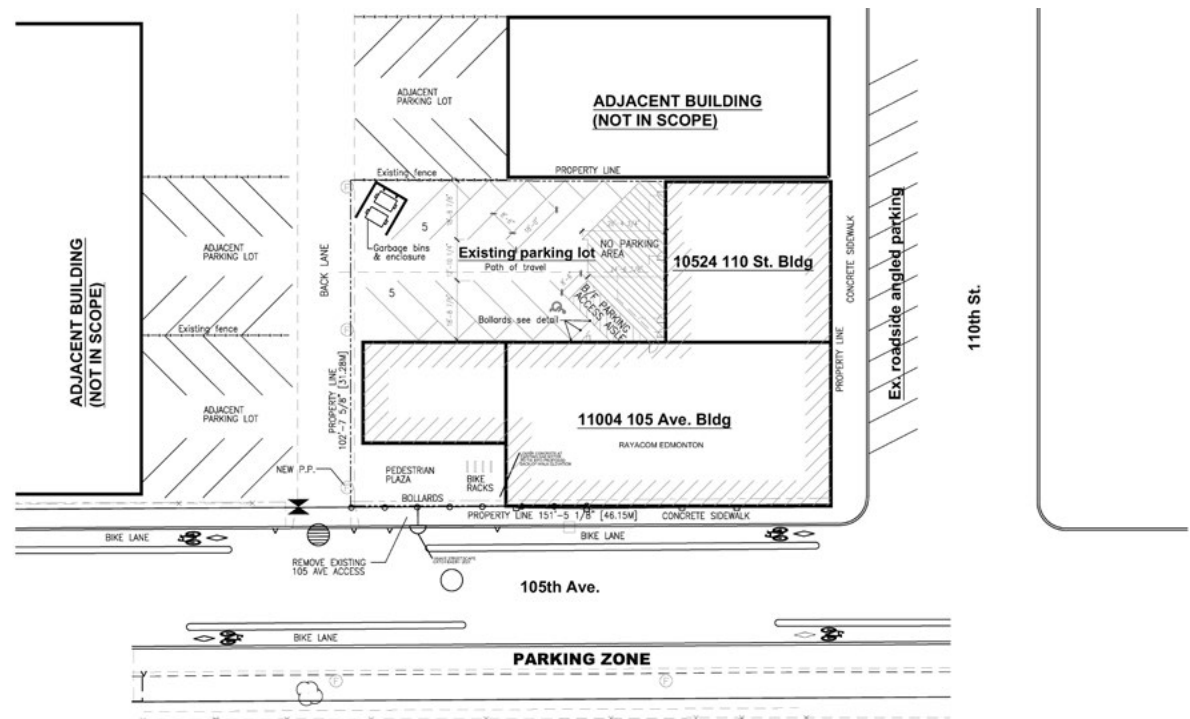 ADJACENT
PARKING LOT
ADJACENT BUILDING
(NOT IN SCOPE)
Existing fence
PROPERTY LINE
ADJACENT BUILDING
(NOT IN SCOPE)
ADJACENT
PARKING LOT
BACK LANE
5
Garbage bins
& enclosure
Existing parking lot
Path of travel
NO PARKING
AREA
10524 110 St. Bldg
CONCRETE SIDEWALK
Ex. roadside angled parking
110th St.
5
B/F PARKING
ACCESS AISLE
Bollards see detail
Existing fence
PROPERTY LINE
PROPERTY LINE
102'-7 5/8" [31.28M]
ADJACENT
PARKING LOT
11004 105 Ave. Bldg
RAYACOM EDMONTON
NEW P.P.
PEDESTRIAN
PLAZA
BIKE
RACKS
BOLLARDS
PROPERTY LINE 151'-5 1/8" [46.15M]
CONCRETE SIDEWALK
BIKE LANE
BIKE LANE
REMOVE EXISTING
105 AVE ACCESS
105th Ave.
BIKE LANE
PARKING ZONE
F
F